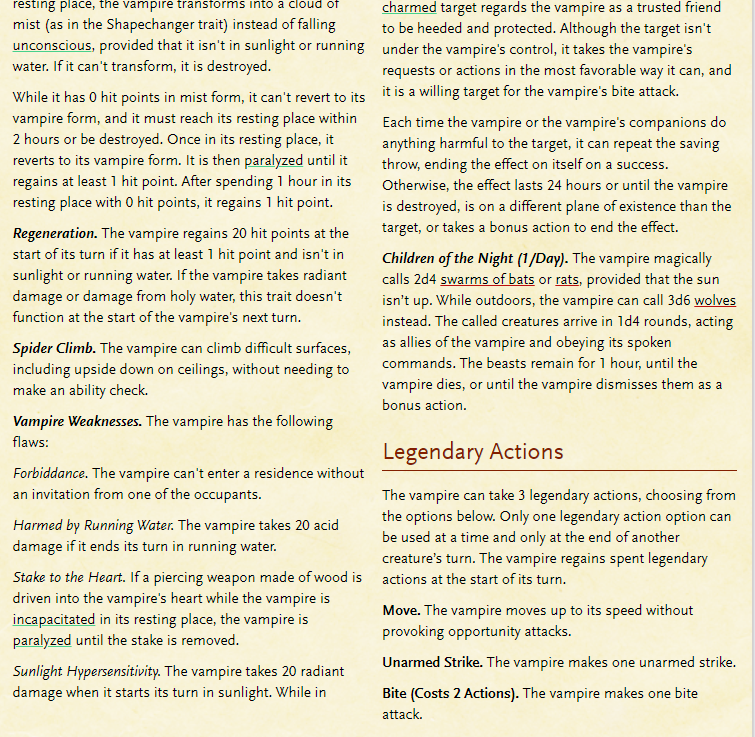 resting place, the vampire transforms into a cloud of
mist (as in the Shapechanger trait) instead of falling
unconscious, provided that it isn't in sunlight or running
water. If it can't transform, it is destroyed.
While it has 0 hit points in mist form, it can't revert to its
vampire form, and it must reach its resting place within
2 hours or be destroyed. Once in its resting place, it
reverts to its vampire form. It is then paralyzed until it
regains at least 1 hit point. After spending 1 hour in its
resting place with 0 hit points, it regains 1 hit point.
Regeneration. The vampire regains 20 hit points at the
start of its turn if it has at least 1 hit point and isn't in
sunlight or running water. If the vampire takes radiant
damage or damage from holy water, this trait doesn't
function at the start of the vampire's next turn.
Spider Climb. The vampire can climb difficult surfaces,
including upside down on ceilings, without needing to
make an ability check.
Vampire Weaknesses. The vampire has the following
flaws:
Forbiddance. The vampire can't enter a residence without
an invitation from one of the occupants.
Harmed by Running Water. The vampire takes 20 acid
damage if it ends its turn in running water.
Stake to the Heart. If a piercing weapon made of wood is
driven into the vampire's heart while the vampire is
incapacitated in its resting place, the vampire is
paralyzed until the stake is removed.
Sunlight Hypersensitivity. The vampire takes 20 radiant
damage when it starts its turn in sunlight. While in
charmed target regards the vampire as a trusted friend
to be heeded and protected. Although the target isn't
under the vampire's control, it takes the vampire's
requests or actions in the most favorable way it can, and
it is a willing target for the vampire's bite attack.
Each time the vampire or the vampire's companions do
anything harmful to the target, it can repeat the saving
throw, ending the effect on itself on a success.
Otherwise, the effect lasts 24 hours or until the vampire
is destroyed, is on a different plane of existence than the
target, or takes a bonus action to end the effect.
Children of the Night (1/Day). The vampire magically
calls 2d4 swarms of bats or rats, provided that the sun
isn't up. While outdoors, the vampire can call 3d6 wolves
instead. The called creatures arrive in 1d4 rounds, acting
as allies of the vampire and obeying its spoken
commands. The beasts remain for 1 hour, until the
vampire dies, or until the vampire dismisses them as a
bonus action.
Legendary Actions
The vampire can take 3 legendary actions, choosing from
the options below. Only one legendary action option can
be used at a time and only at the end of another
creature's turn. The vampire regains spent legendary
actions at the start of its turn.
Move. The vampire moves up to its speed without
provoking opportunity attacks.
Unarmed Strike. The vampire makes one unarmed strike.
Bite (Costs 2 Actions). The vampire makes one bite
attack.